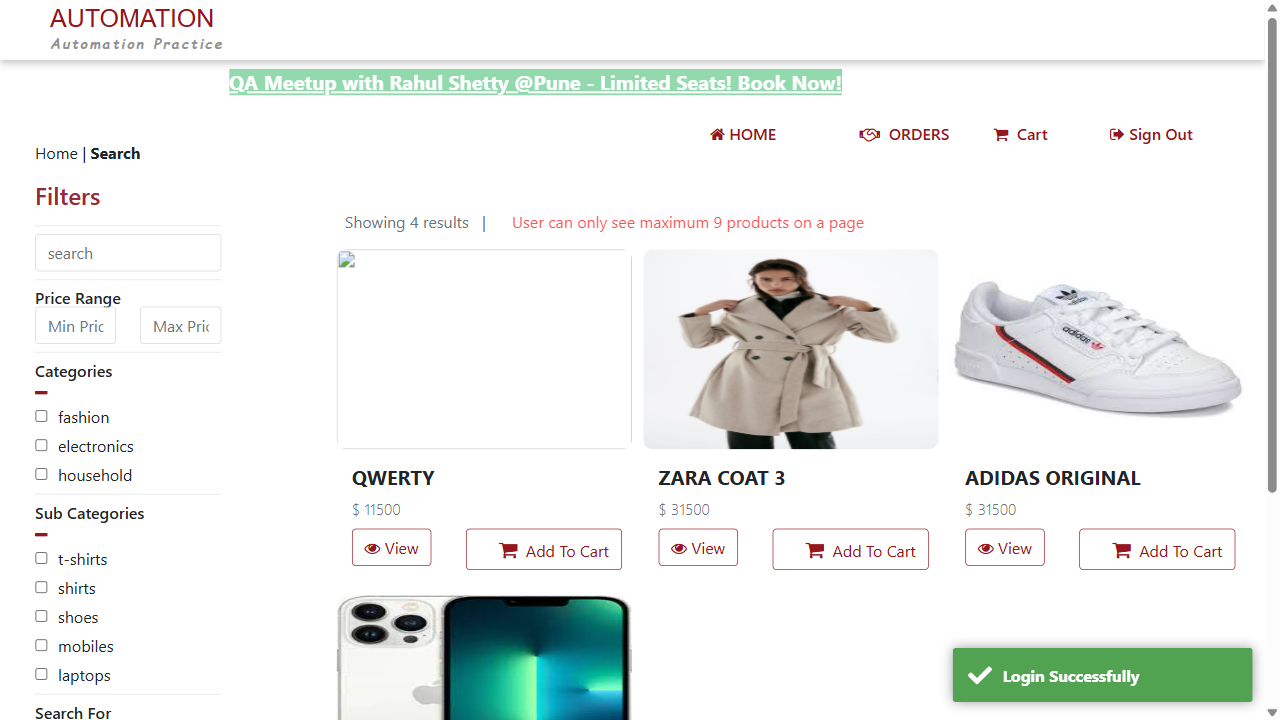 AUTOMATION
Automation Practice
QA Meetup with Rahul Shetty @Pune - Limited Seats! Book Now!
HOME
ORDERS
Cart
Sign Out
Home | Search
Filters
search
Price Range
Min Pric
Max Pric
Categories
fashion
electronics
household
Sub Categories
t-shirts
shirts
shoes
mobiles
laptops
Search For
Showing 4 results |
User can only see maximum 9 products on a page
adidas
QWERTY
$ 11500
View
Add To Cart
ZARA COAT 3
$ 31500
View
Add To Cart
ADIDAS ORIGINAL
$ 31500
View
Add To Cart
Login Successfully